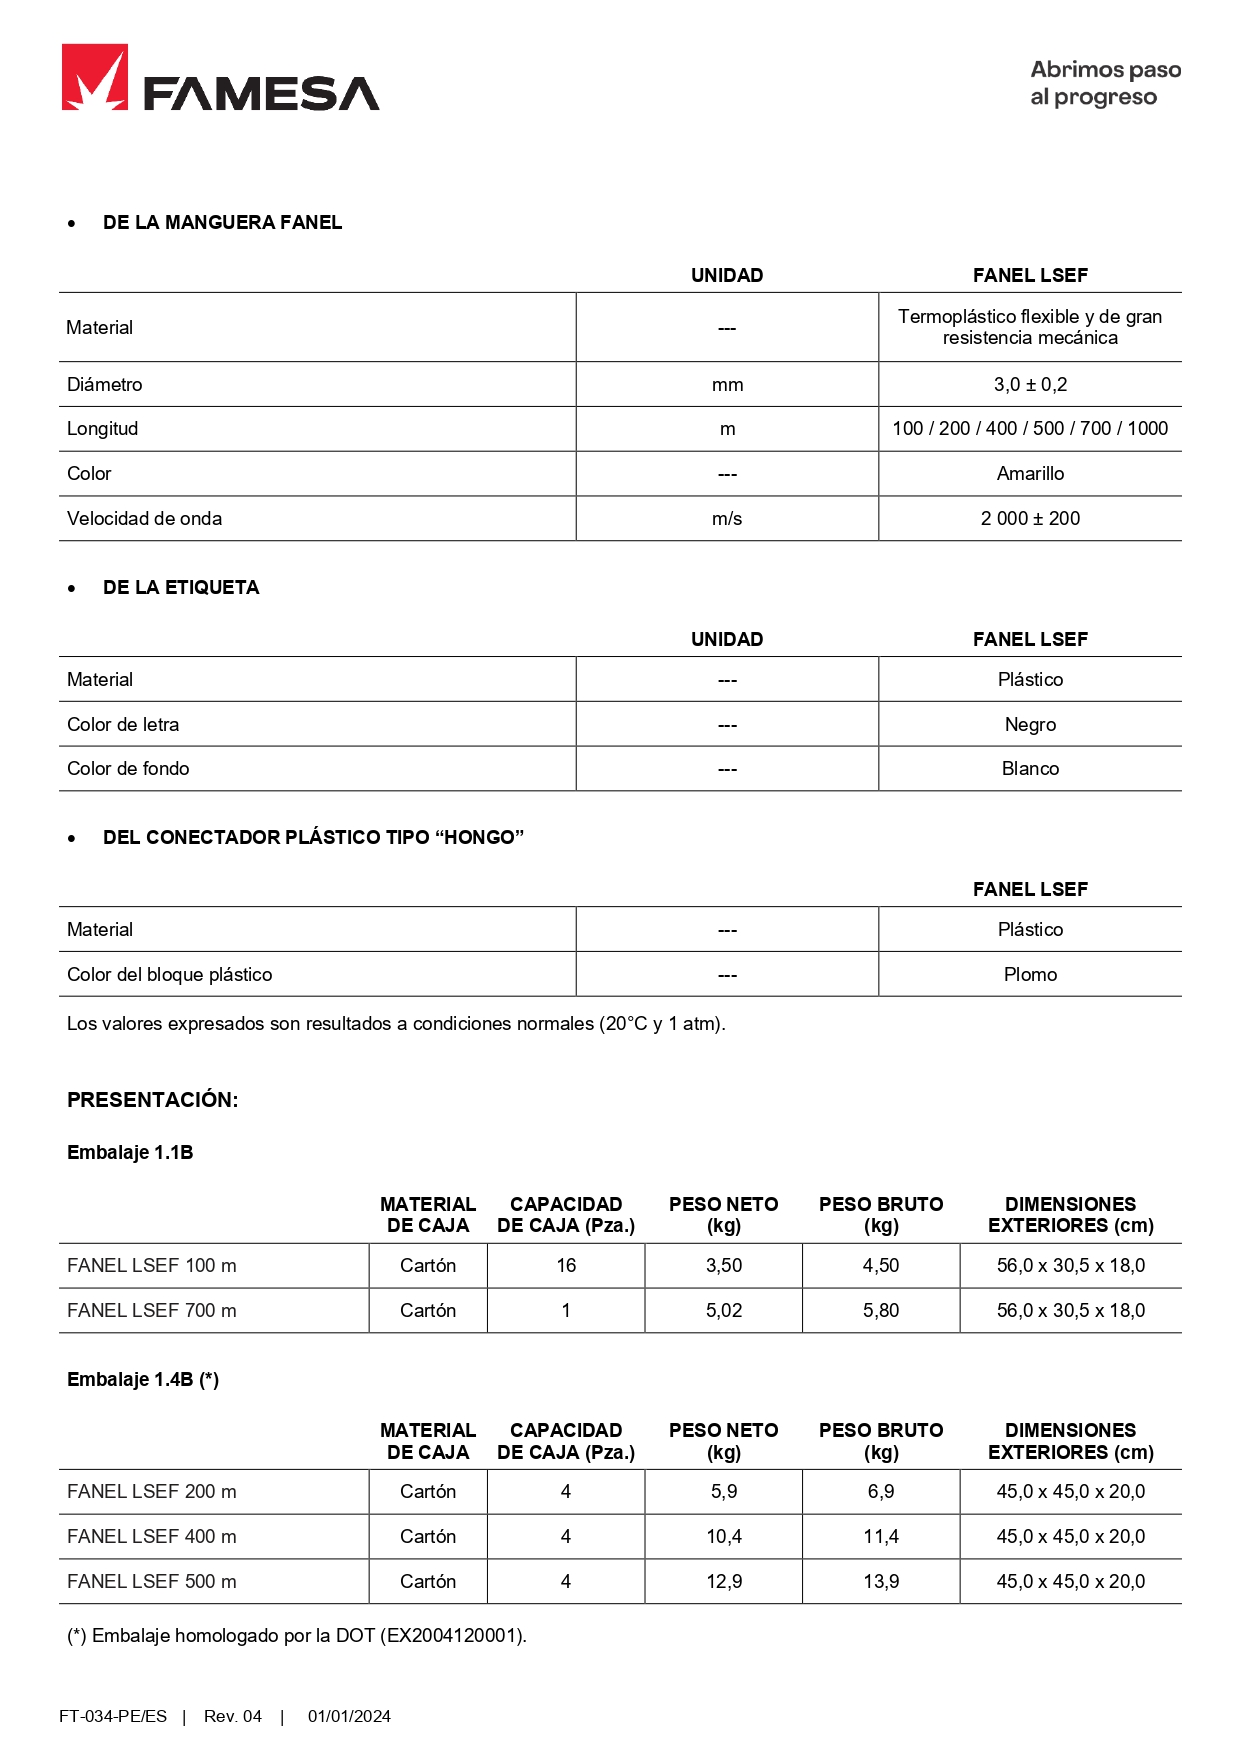 FAMESA
Abrimos paso
al progreso
• DE LA MANGUERA FANEL
UNIDAD FANEL LSEF
Material --- Termoplástico flexible y de gran
resistencia mecánica
Diámetro mm 3,0 ± 0,2
Longitud m 100 / 200 / 400 / 500 / 700 / 1000
Color --- Amarillo
Velocidad de onda m/s 2 000 ± 200
• DE LA ETIQUETA
UNIDAD FANEL LSEF
Material --- Plástico
Color de letra --- Negro
Color de fondo --- Blanco
• DEL CONECTADOR PLÁSTICO TIPO “HONGO”
FANEL LSEF
Material --- Plástico
Color del bloque plástico --- Plomo
Los valores expresados son resultados a condiciones normales (20°C y 1 atm).
PRESENTACIÓN:
Embalaje 1.1B
MATERIAL CAPACIDAD PESO NETO PESO BRUTO DIMENSIONES
DE CAJA DE CAJA (Pza.) (kg) (kg) EXTERIORES (cm)
FANEL LSEF 100 m Cartón 16 3,50 4,50 56,0 x 30,5 x 18,0
FANEL LSEF 700 m Cartón 1 5,02 5,80 56,0 x 30,5 x 18,0
Embalaje 1.4B (*)
MATERIAL CAPACIDAD PESO NETO PESO BRUTO DIMENSIONES
DE CAJA DE CAJA (Pza.) (kg) (kg) EXTERIORES (cm)
FANEL LSEF 200 m Cartón 4 5,9 6,9 45,0 x 45,0 x 20,0
FANEL LSEF 400 m Cartón 4 10,4 11,4 45,0 x 45,0 x 20,0
FANEL LSEF 500 m Cartón 4 12,9 13,9 45,0 x 45,0 x 20,0
(*) Embalaje homologado por la DOT (EX2004120001).
FT-034-PE/ES | Rev. 04 | 01/01/2024